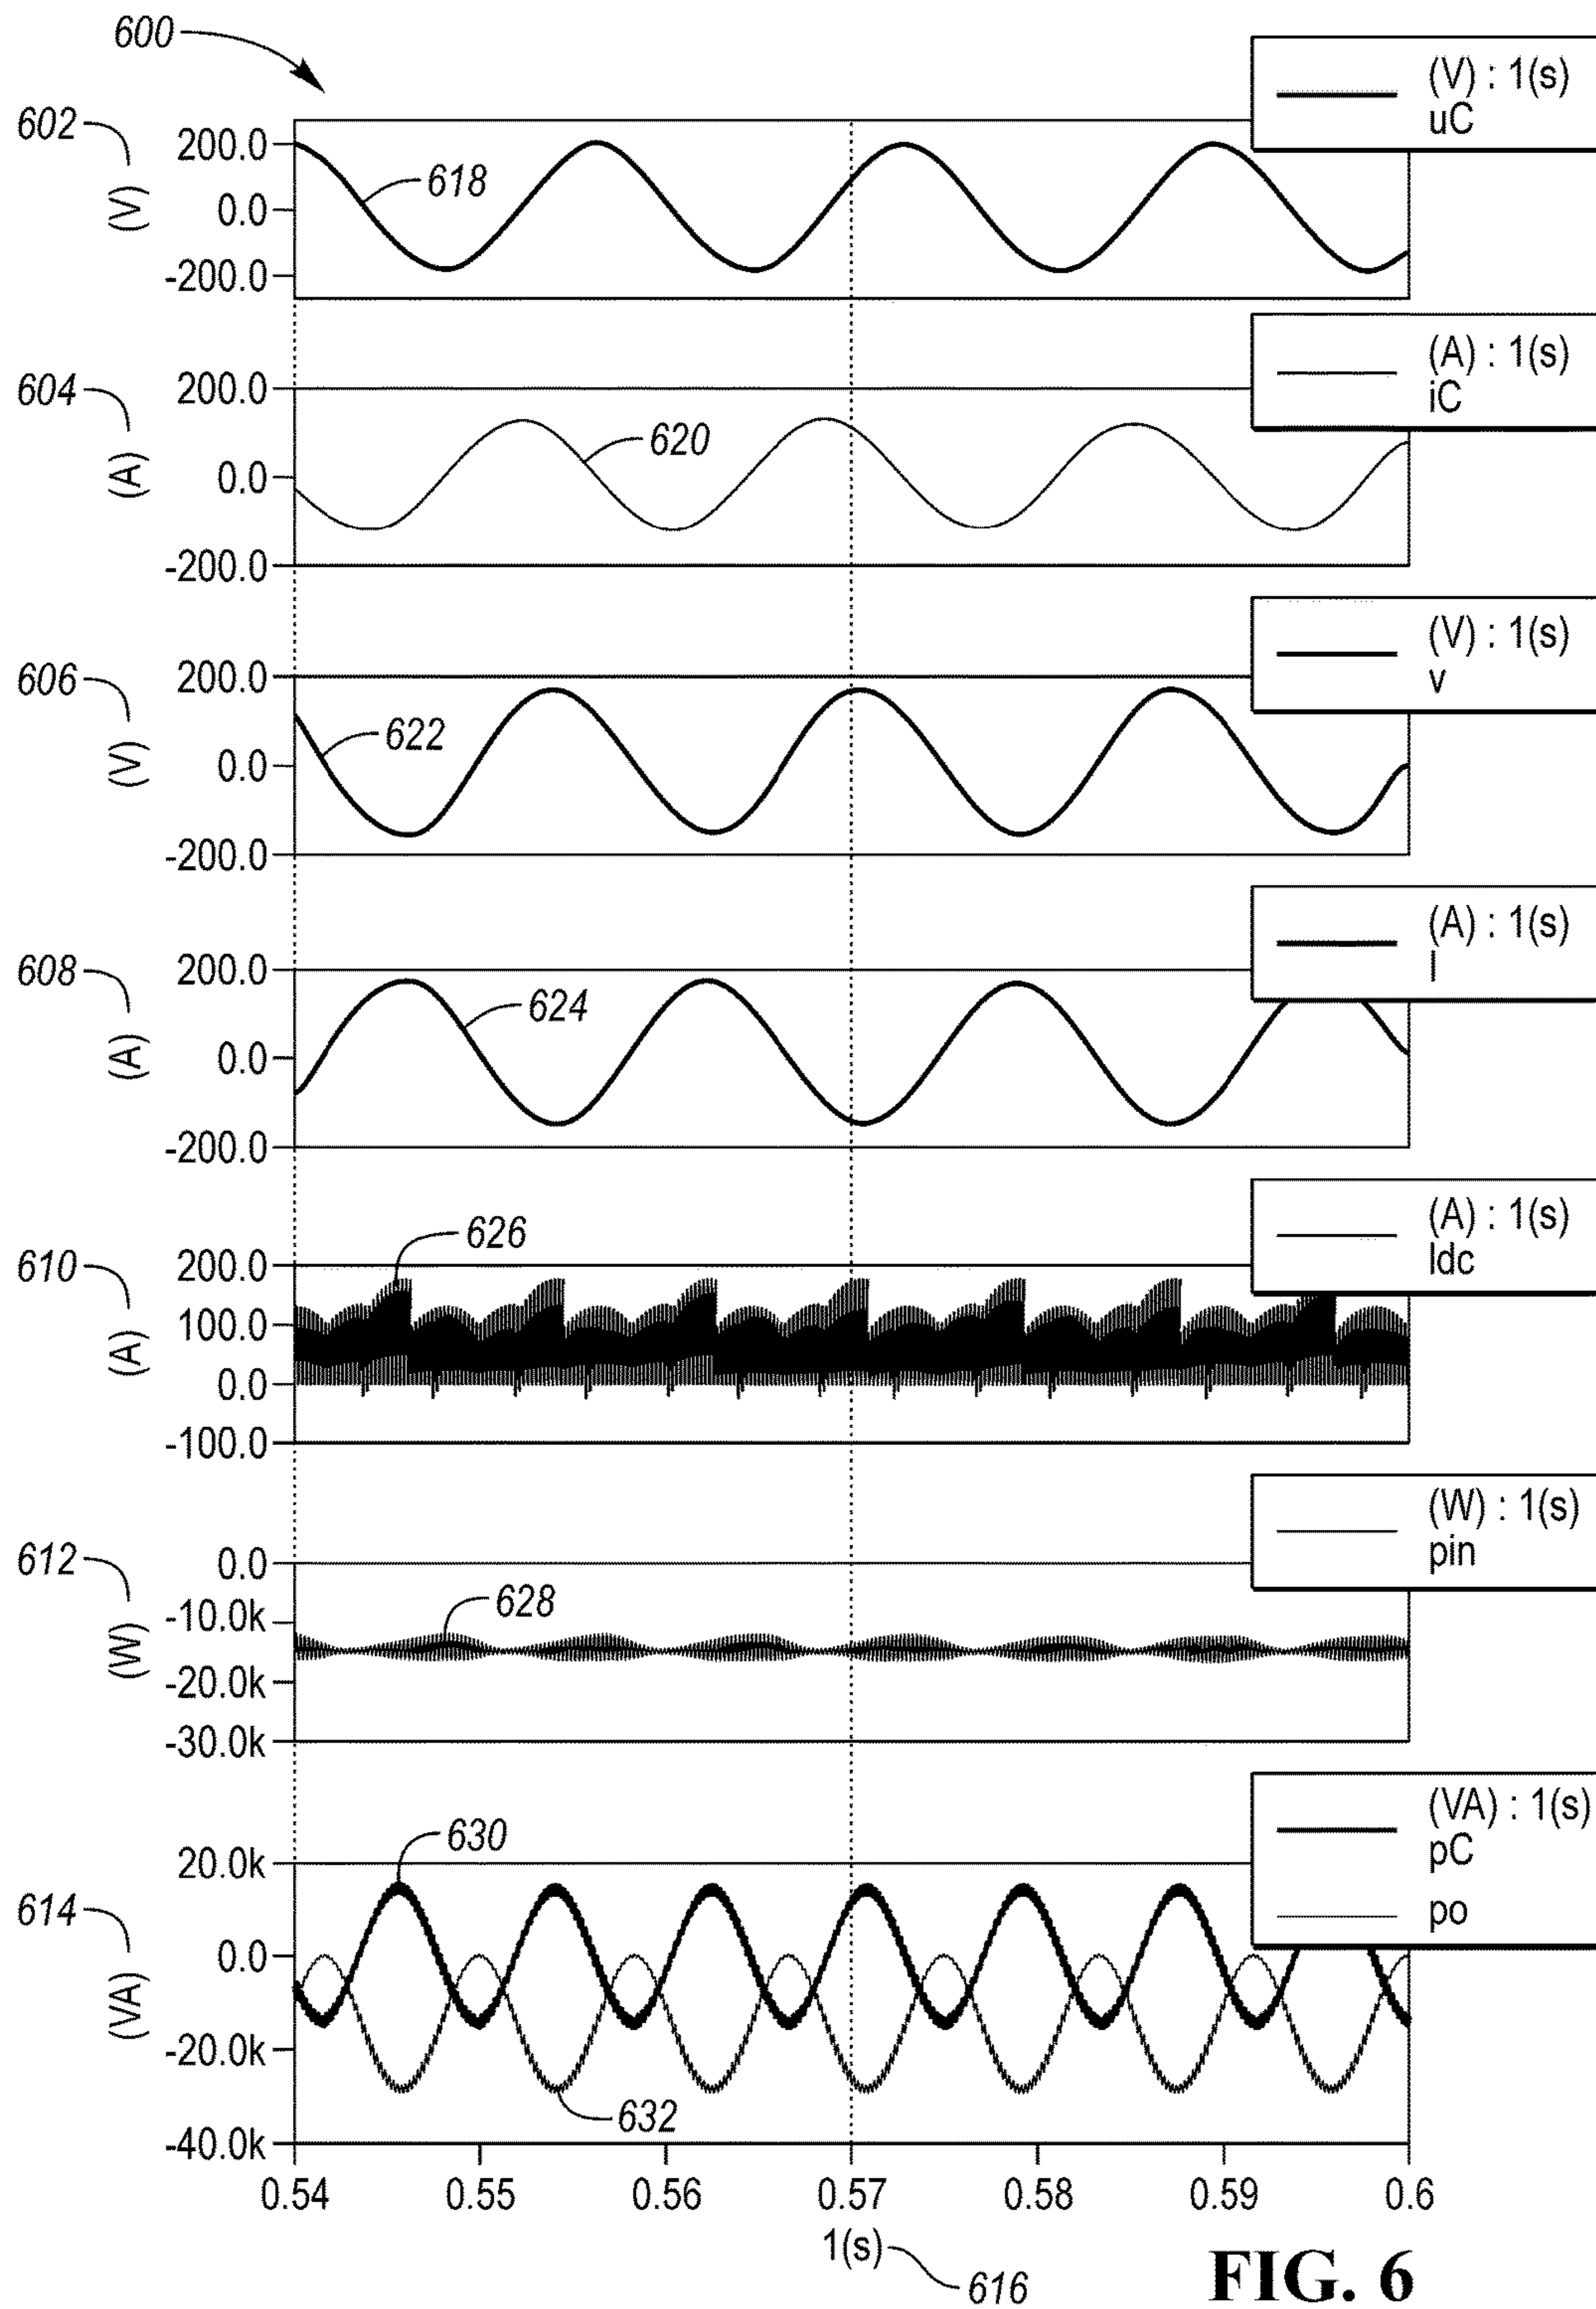 600
602
(V)
200.0
0.0
-200.0
618
(V) : 1(s)
uC
604
(A)
200.0
0.0
-200.0
620
(A) : 1(s)
iC
606
(V)
200.0
0.0
-200.0
622
(V) : 1(s)
v
608
(A)
200.0
0.0
-200.0
624
(A) : 1(s)
I
610
(A)
200.0
100.0
0.0
-100.0
626
(A) : 1(s)
Idc
612
(W)
0.0
-10.0k
-20.0k
-30.0k
628
(W) : 1(s)
pin
614
(VA)
20.0k
0.0
-20.0k
-40.0k
630
632
(VA) : 1(s)
pC
po
0.54 0.55 0.56 0.57 0.58 0.59 0.6
1(s)
616
FIG. 6